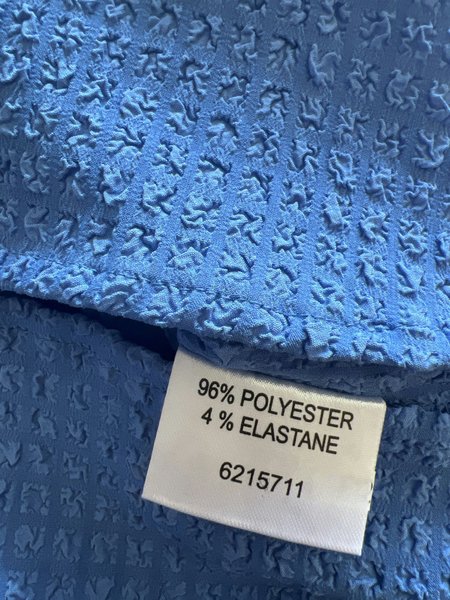 96% POLYESTER
4 % ELASTANE
6215711